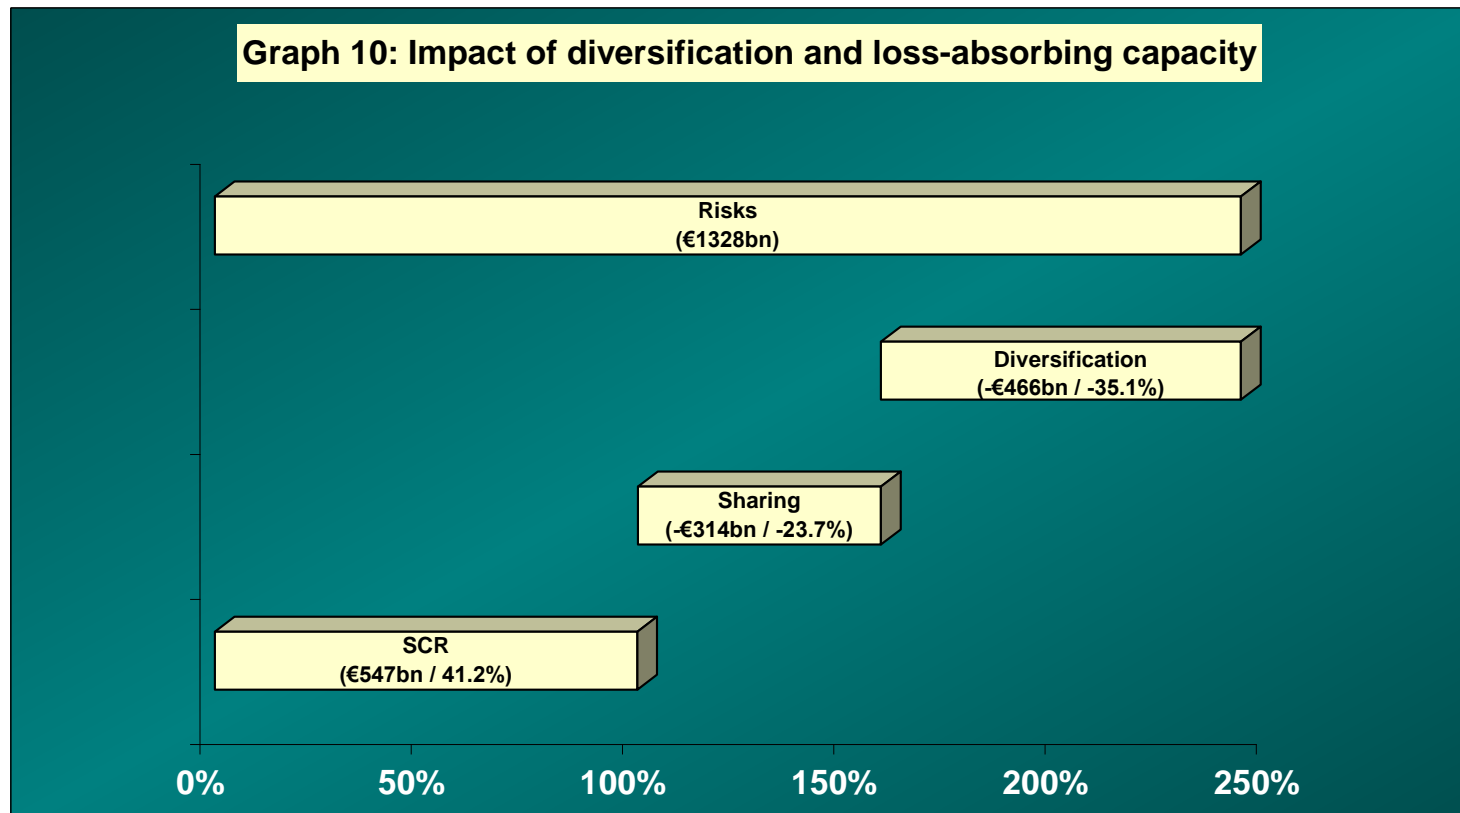 Graph 10: Impact of diversification and loss-absorbing capacity
Risks
(€1328bn)
Diversification
(-€466bn / -35.1%)
Sharing
(-€314bn / -23.7%)
SCR
(€547bn / 41.2%)
0% 50% 100% 150% 200% 250%